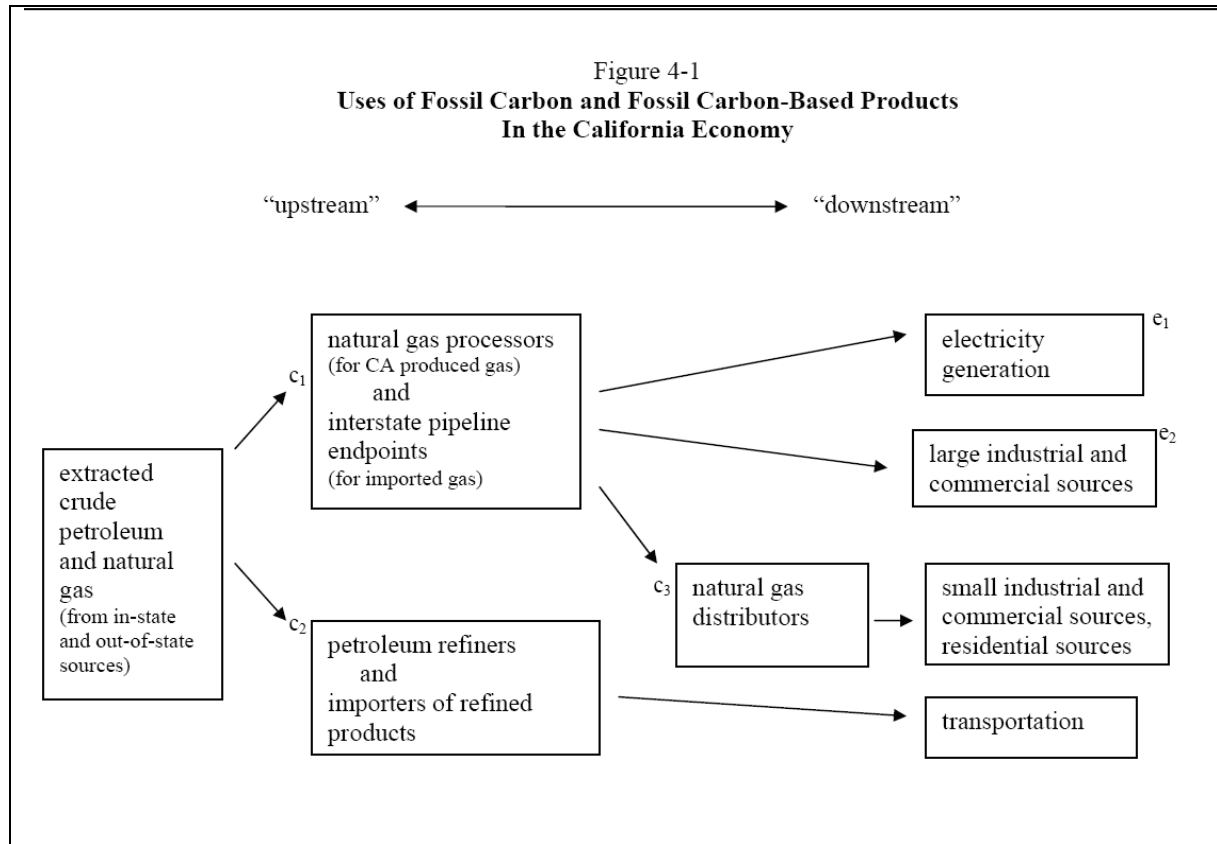 Figure 4-1
Uses of Fossil Carbon and Fossil Carbon-Based Products
In the California Economy
“upstream”
“downstream”
extracted
crude
petroleum
and natural
gas
(from in-state
and out-of-state
sources)
c₁
natural gas processors
(for CA produced gas)
and
interstate pipeline
endpoints
(for imported gas)
c₂
petroleum refiners
and
importers of refined
products
c₃
natural gas
distributors
e₁
electricity
generation
e₂
large industrial and
commercial sources
small industrial and
commercial sources,
residential sources
transportation